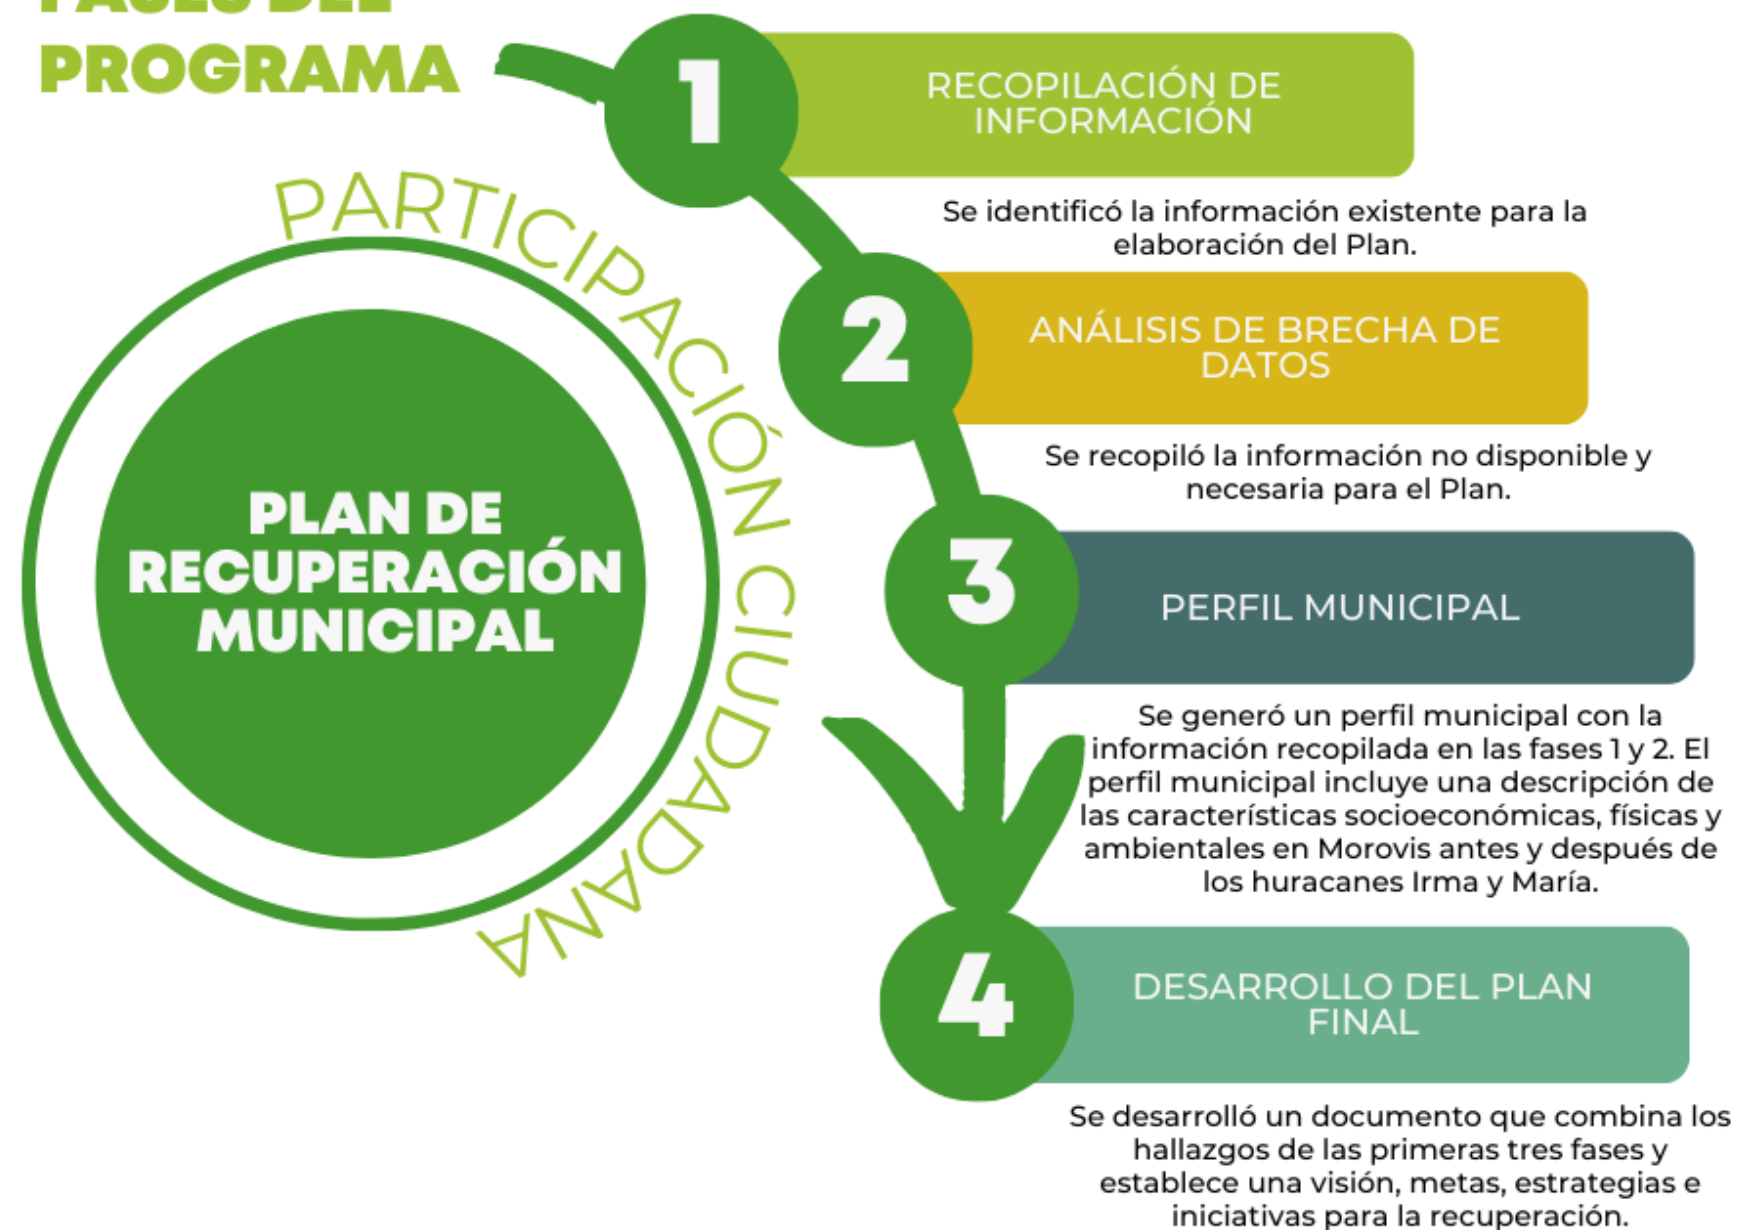 FASES DEL
PROGRAMA
1
RECOPILACIÓN DE
INFORMACIÓN
Se identificó la información existente para la
elaboración del Plan.
PARTICIPACIÓN CIUDADANA
PLAN DE
RECUPERACIÓN
MUNICIPAL
2
ANÁLISIS DE BRECHA DE
DATOS
Se recopiló la información no disponible y
necesaria para el Plan.
3
PERFIL MUNICIPAL
Se generó un perfil municipal con la
información recopilada en las fases 1 y 2. El
perfil municipal incluye una descripción de
las características socioeconómicas, físicas y
ambientales en Morovis antes y después de
los huracanes Irma y María.
4
DESARROLLO DEL PLAN
FINAL
Se desarrolló un documento que combina los
hallazgos de las primeras tres fases y
establece una visión, metas, estrategias e
iniciativas para la recuperación.